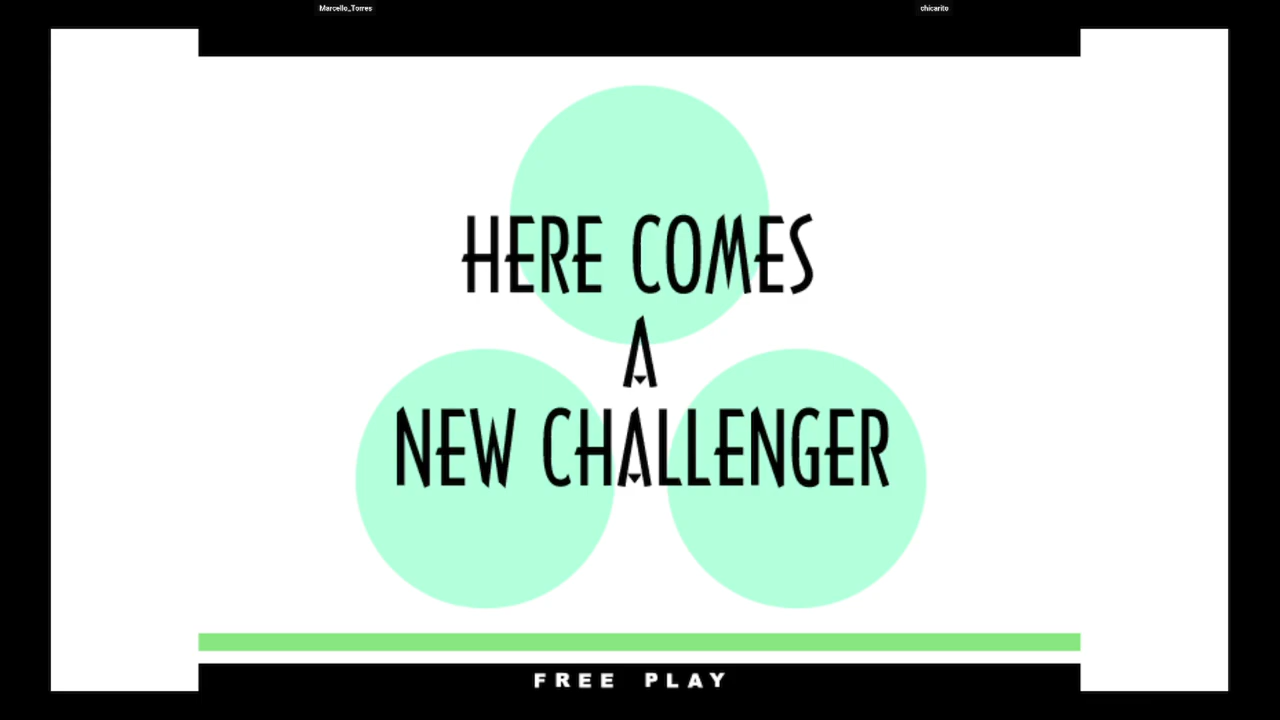 Marcello_Torres chicarito
HERE COMES
A
NEW CHALLENGER
FREE PLAY